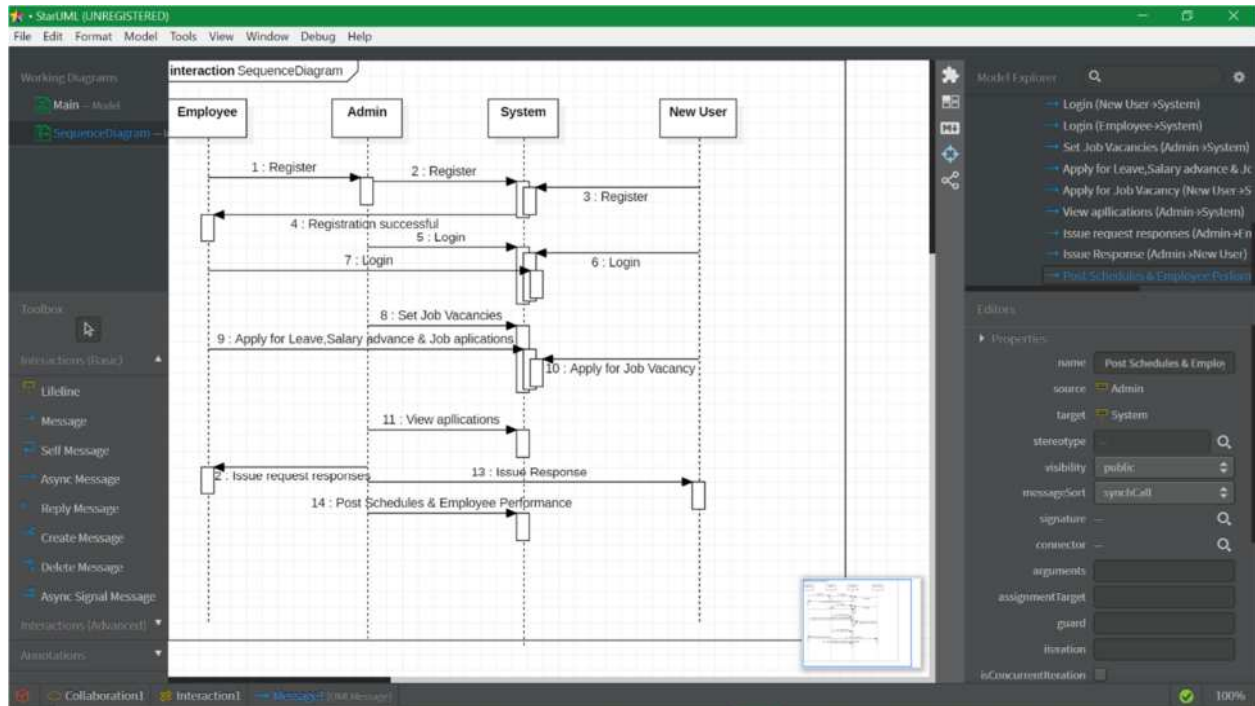 StarUML (UNREGISTERED)
File Edit Format Model Tools View Window Debug Help
Working Diagrams
Main — Model
SequenceDiagram —
Toolbox
Interactions (Basic)
Lifeline
Message
Self Message
Async Message
Reply Message
Create Message
Delete Message
Async Signal Message
Interactions (Advanced)
Annotations
interaction SequenceDiagram
Employee
Admin
System
New User
1 : Register
2 : Register
3 : Register
4 : Registration successful
5 : Login
6 : Login
7 : Login
8 : Set Job Vacancies
9 : Apply for Leave,Salary advance & Job aplications
10 : Apply for Job Vacancy
11 : View apllications
2 : Issue request responses
13 : Issue Response
14 : Post Schedules & Employee Performance
Model Explorer
Login (New User→System)
Login (Employee→System)
Set Job Vacancies (Admin→System)
Apply for Leave,Salary advance & Jc
Apply for Job Vacancy (New User→S
View apllications (Admin→System)
Issue request responses (Admin→Em
Issue Response (Admin→New User)
Post Schedules & Employee Perform
Editors
Properties
name Post Schedules & Employ
source Admin
target System
stereotype —
visibility public
messageSort synchCall
signature —
connector —
arguments
assignmentTarget
guard
iteration
isConcurrentIteration
Collaboration1 Interaction1 [UMLMessage]
100%